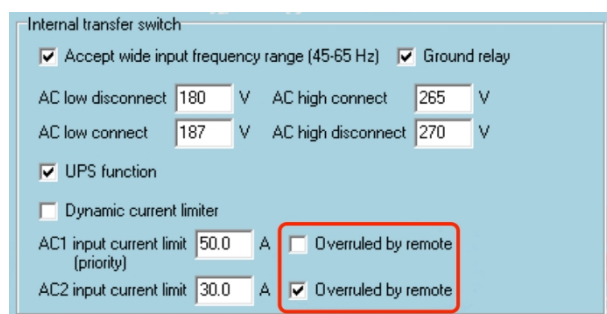 Internal transfer switch
Accept wide input frequency range (45-65 Hz) Ground relay
AC low disconnect 180 V AC high connect 265 V
AC low connect 187 V AC high disconnect 270 V
UPS function
Dynamic current limiter
AC1 input current limit 50.0 A Overruled by remote
(priority)
AC2 input current limit 30.0 A Overruled by remote